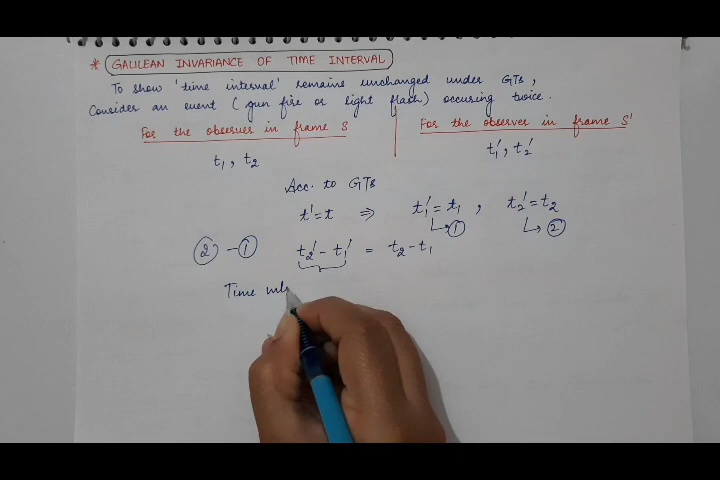 * GALILEAN INVARIANCE OF TIME INTERVAL
To show 'time interval' remains unchanged under GTs,
Consider an event (gun fire or light flash) occuring twice.
For the observer in frame S
For the observer in frame S'
t₁, t₂
t₁', t₂'
Acc. to GTs
t' = t ⇒ t₁' = t₁ , t₂' = t₂
↳ ① ↳ ②
② - ① t₂' - t₁' = t₂ - t₁
Time